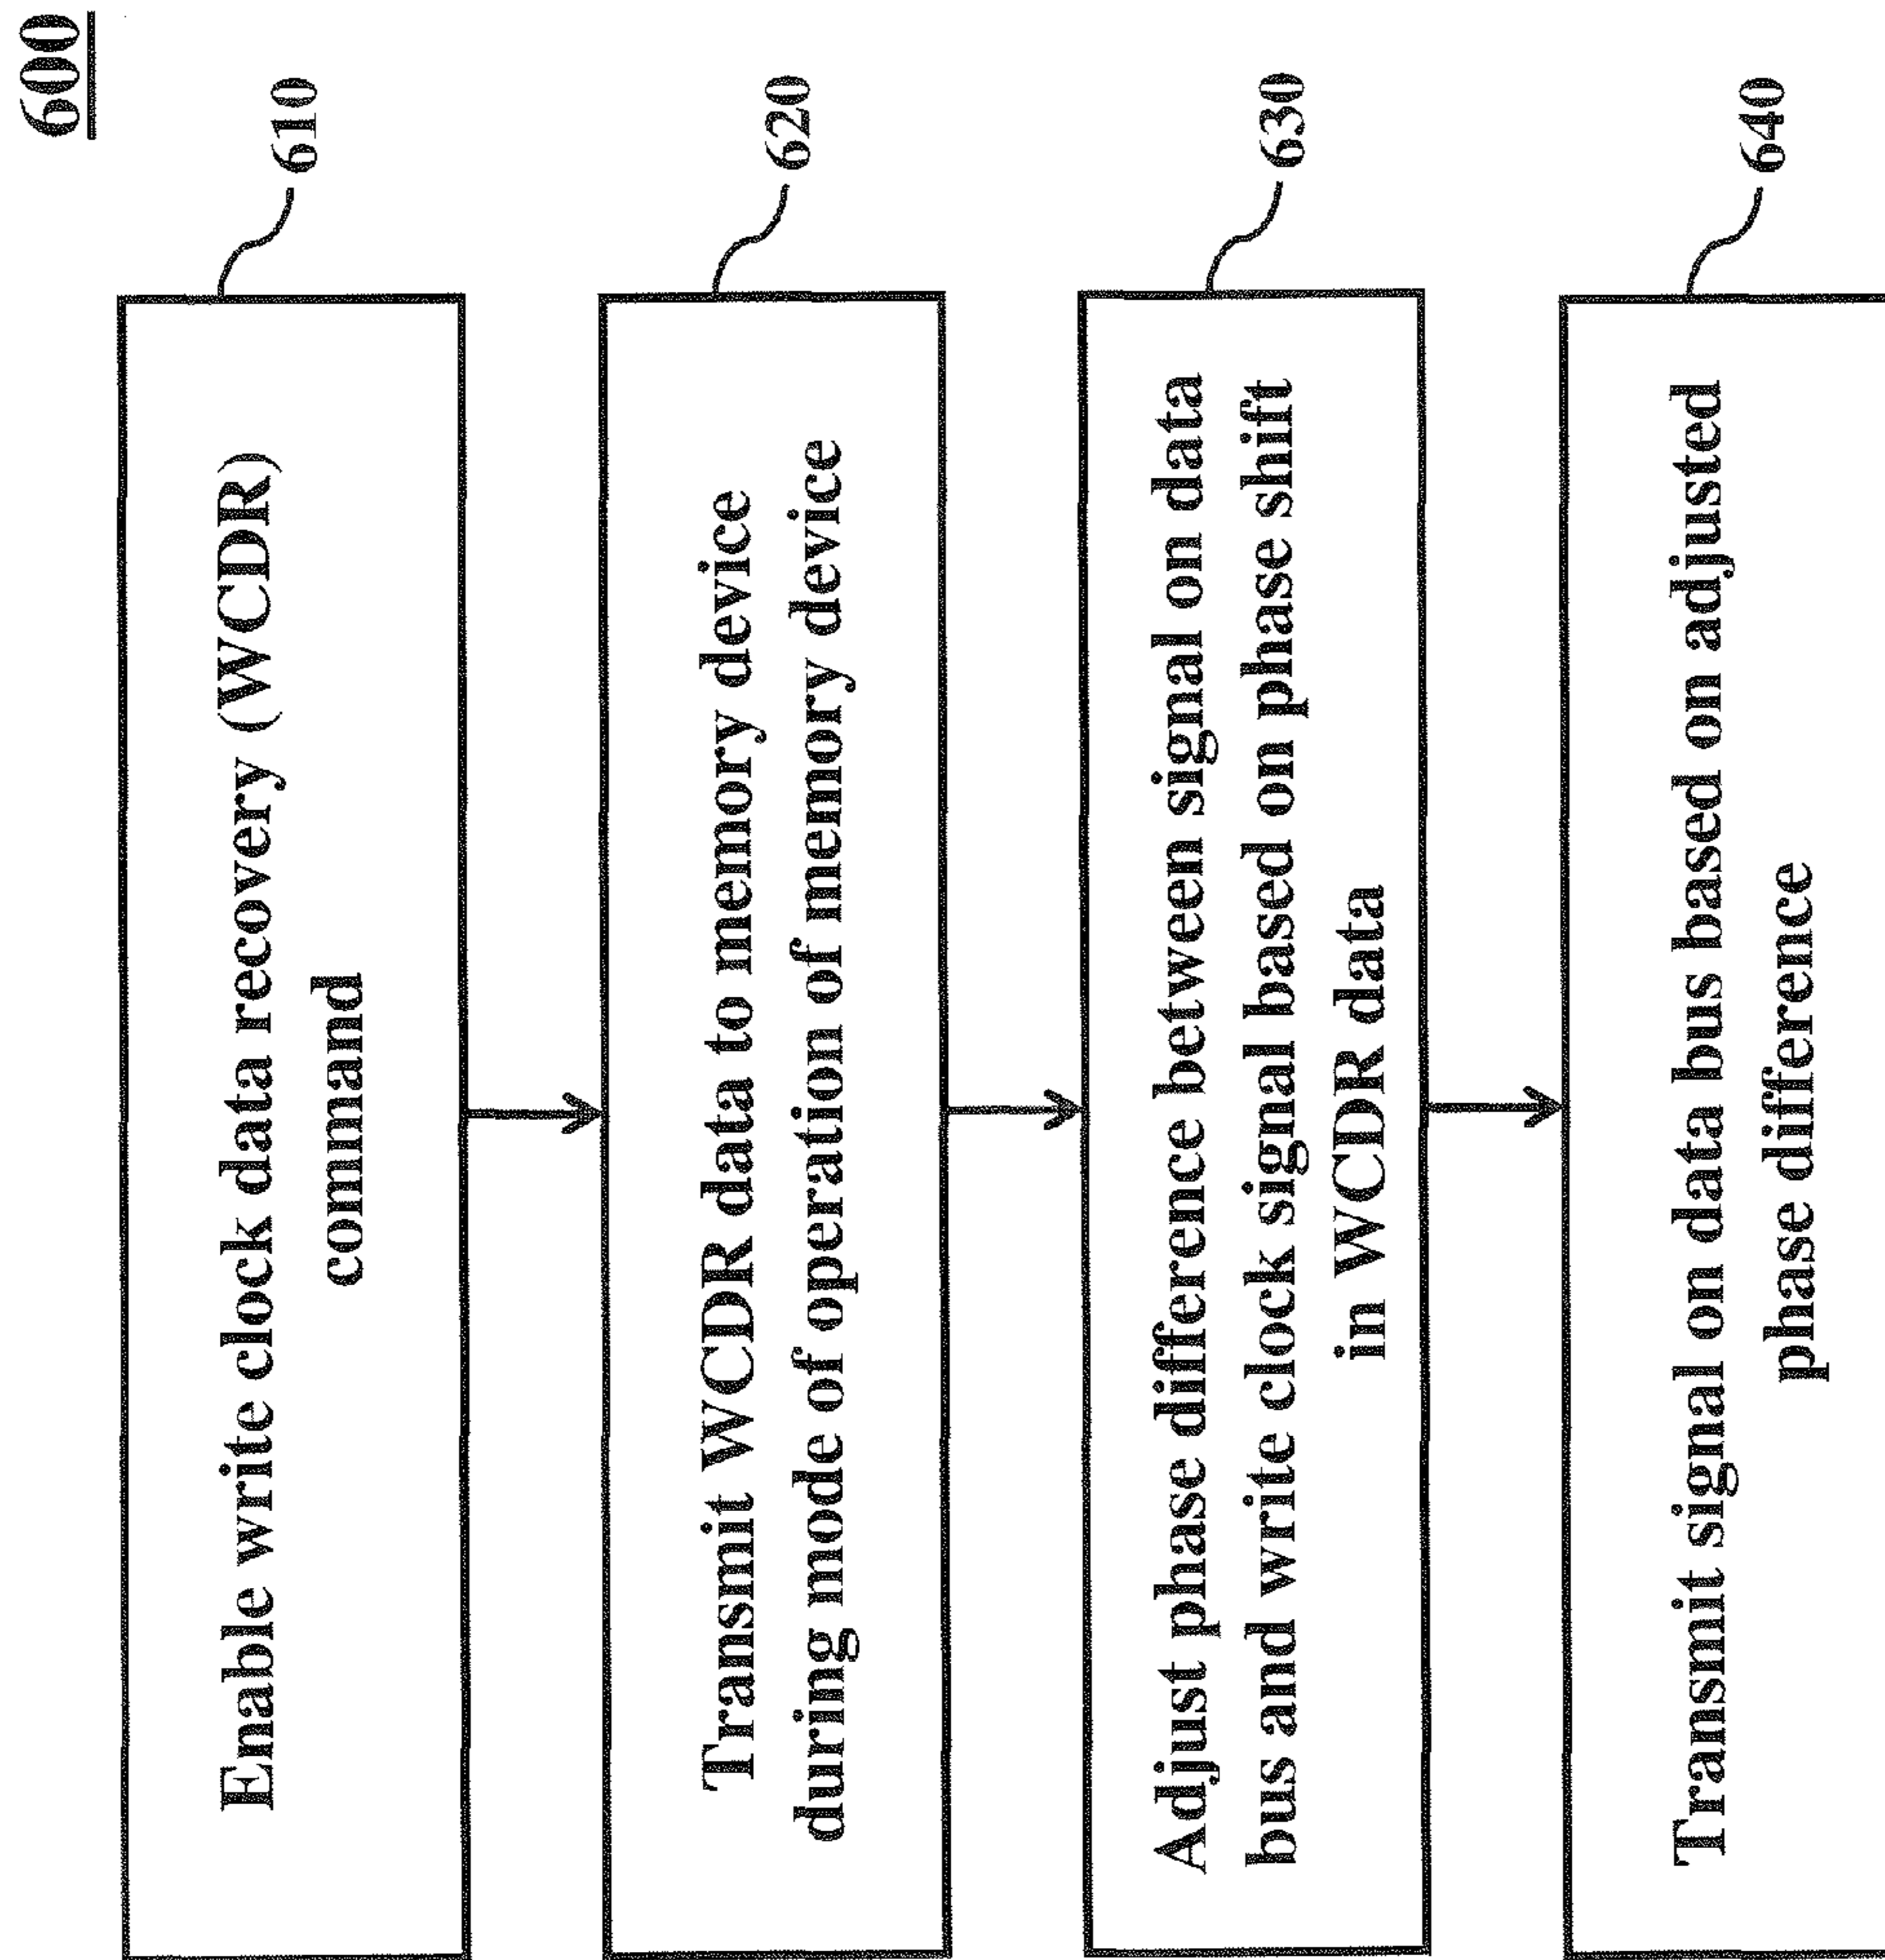 600
Enable write clock data recovery (WCDR)
command
610
Transmit WCDR data to memory device
during mode of operation of memory device
620
Adjust phase difference between signal on data
bus and write clock signal based on phase shift
in WCDR data
630
Transmit signal on data bus based on adjusted
phase difference
640